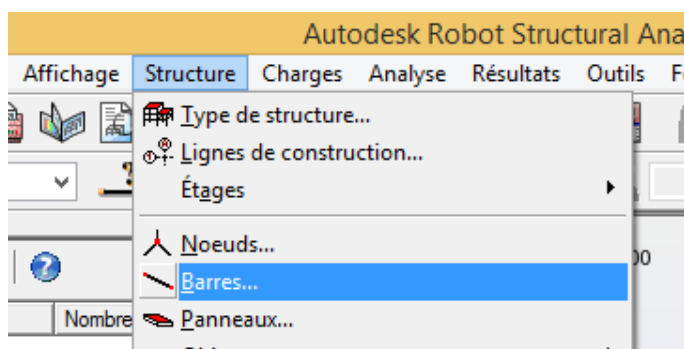 Autodesk Robot Structural Ana
Affichage Structure Charges Analyse Résultats Outils F
Type de structure...
Lignes de construction...
Étages
Noeuds...
Barres...
00
Nombre
Panneaux...